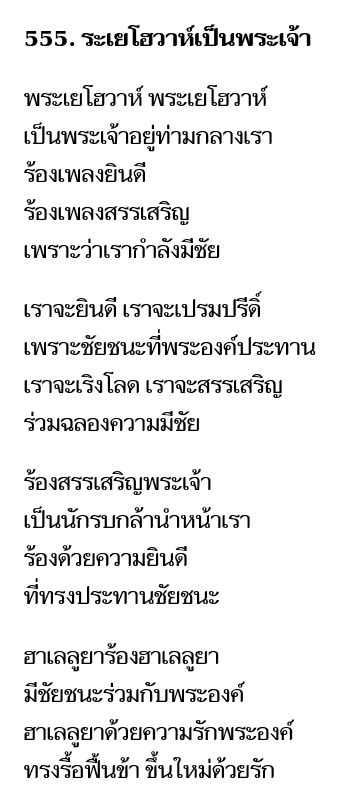 555. ระเยโฮวาห์เป็นพระเจ้า
พระเยโฮวาห์ พระเยโฮวาห์
เป็นพระเจ้าอยู่ท่ามกลางเรา
ร้องเพลงยินดี
ร้องเพลงสรรเสริญ
เพราะว่าเรากำลังมีชัย
เราจะยินดี เราจะเปรมปรีดิ์
เพราะชัยชนะที่พระองค์ประทาน
เราจะเริงโลด เราจะสรรเสริญ
ร่วมฉลองความมีชัย
ร้องสรรเสริญพระเจ้า
เป็นนักรบกล้านำหน้าเรา
ร้องด้วยความยินดี
ที่ทรงประทานชัยชนะ
ฮาเลลูยาร้องฮาเลลูยา
มีชัยชนะร่วมกับพระองค์
ฮาเลลูยาด้วยความรักพระองค์
ทรงรื้อฟื้นข้า ขึ้นใหม่ด้วยรัก